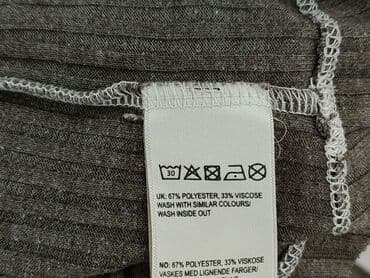 30
UK: 67% POLYESTER, 33% VISCOSE
WASH WITH SIMILAR COLOURS/
WASH INSIDE OUT
NO: 67% POLYESTER, 33% VISKOSE
VASKES MED LIGNENDE FARGER/